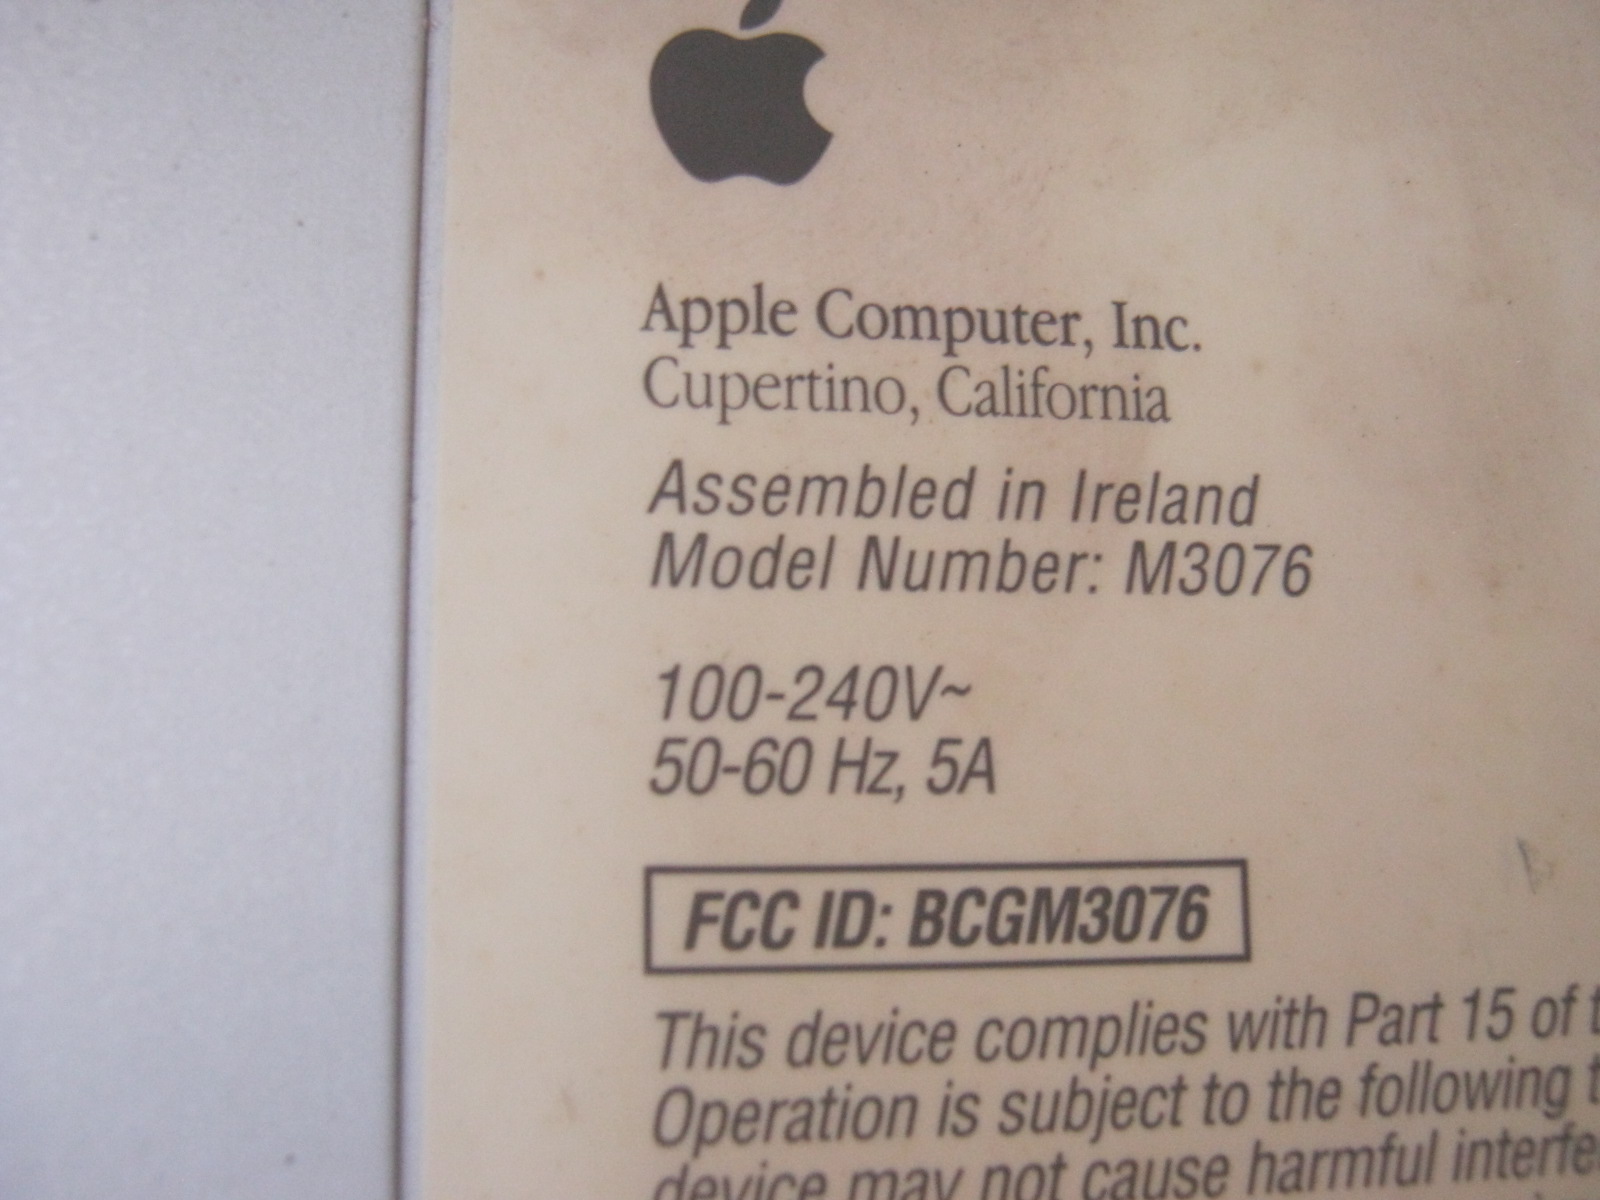 Apple Computer, Inc.
Cupertino, California
Assembled in Ireland
Model Number: M3076
100-240V~
50-60 Hz, 5A
FCC ID: BCGM3076
This device complies with Part 15 of
Operation is subject to the following
device may not cause harmful